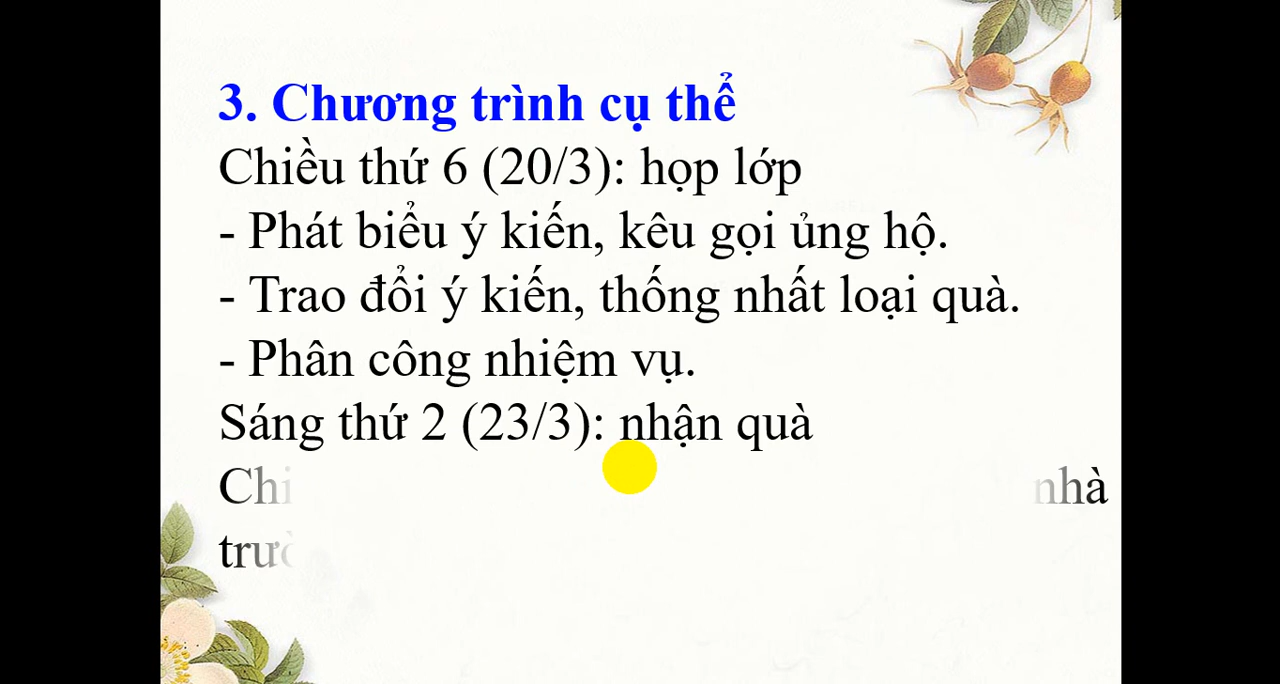 3. Chương trình cụ thể
Chiều thứ 6 (20/3): họp lớp
- Phát biểu ý kiến, kêu gọi ủng hộ.
- Trao đổi ý kiến, thống nhất loại quà.
- Phân công nhiệm vụ.
Sáng thứ 2 (23/3): nhận quà
nhà